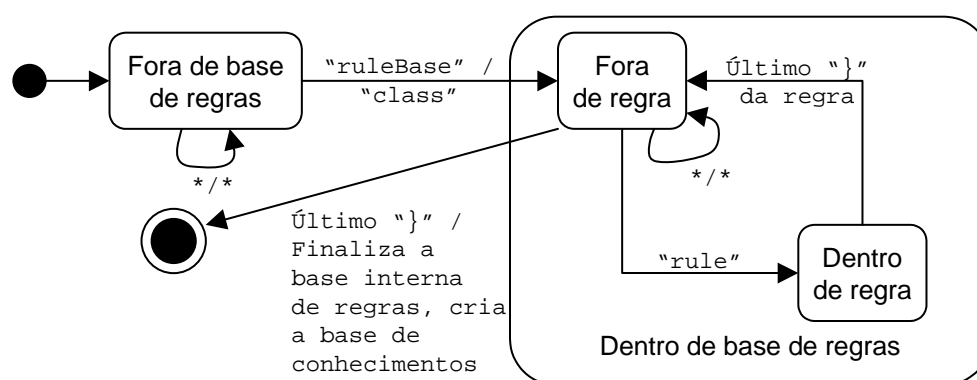 Fora de base
de regras
“ruleBase” /
“class”
*/*
Fora
de regra
Último “}”
da regra
*/*
“rule”
Dentro
de regra
Último “}” /
Finaliza a
base interna
de regras, cria
a base de
conhecimentos
Dentro de base de regras